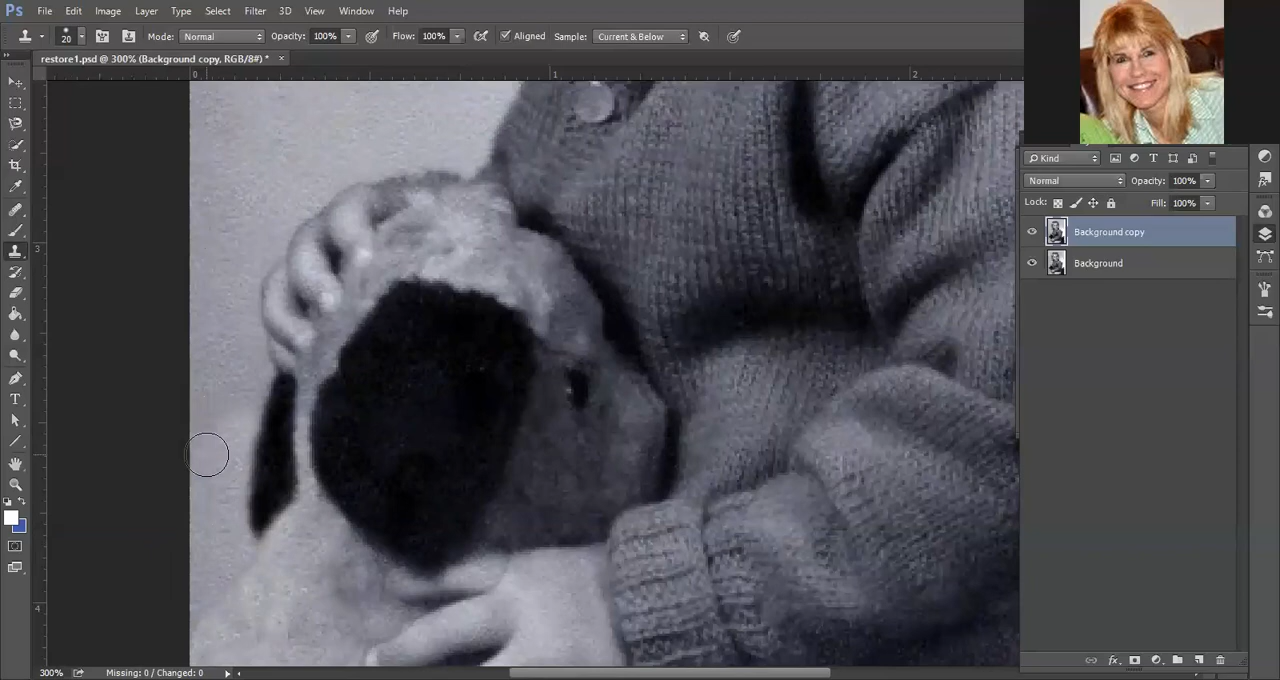 Ps File Edit Image Layer Type Select Filter 3D View Window Help
20 Mode: Normal Opacity: 100% Flow: 100% Aligned Sample: Current & Below
restore1.psd @ 300% (Background copy, RGB/8#) * ×
0 1 2
Kind
Normal Opacity: 100%
Lock: Fill: 100%
Background copy
Background
3
4
300% Missing: 0 / Changed: 0